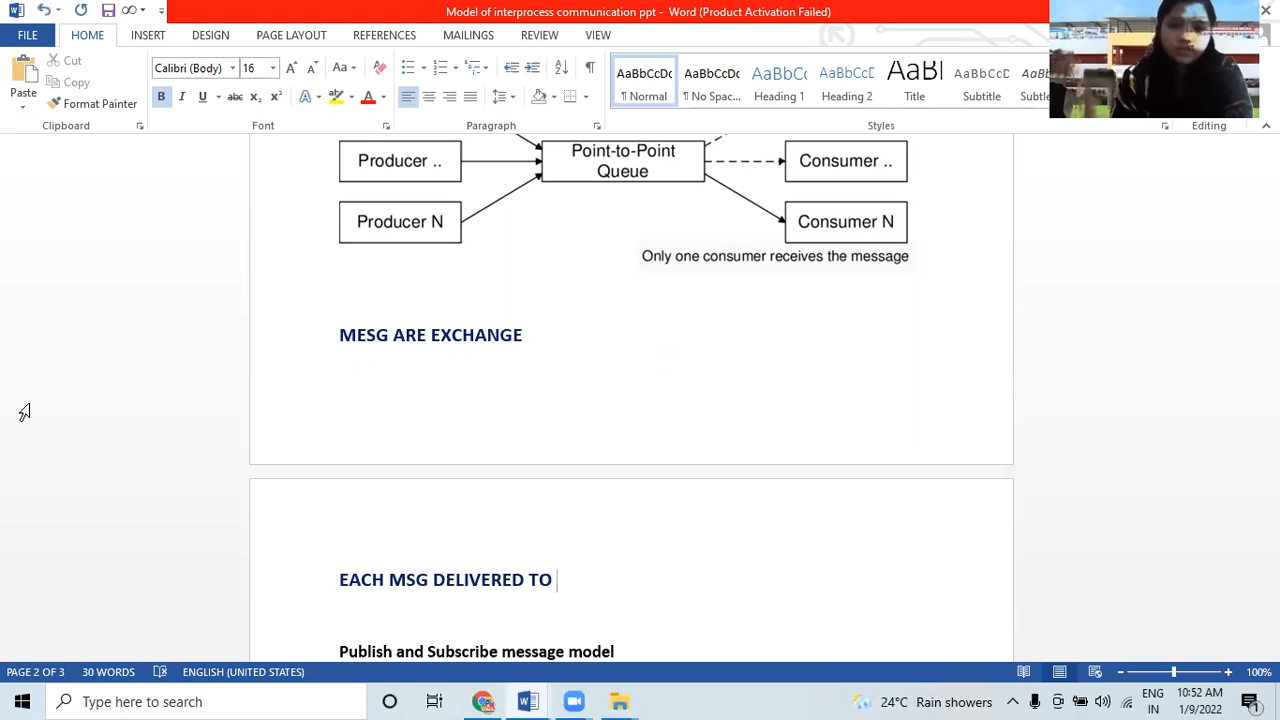 Model of interprocess communication ppt - Word (Product Activation Failed)
FILE HOME INSERT DESIGN PAGE LAYOUT REFERENCES MAILINGS REVIEW VIEW
Cut
Copy
Format Painter
Paste
Clipboard
Calibri (Body) 16
Font
Paragraph
AaBbCcDc AaBbCcDc AaBbCc AaBbCcE AaBl AaBbCcD
¶ Normal ¶ No Spac... Heading 1 Heading 2 Title Subtitle
Styles
Editing
Producer ..
Point-to-Point
Queue
Consumer ..
Producer N
Consumer N
Only one consumer receives the message
MESG ARE EXCHANGE
EACH MSG DELIVERED TO
Publish and Subscribe message model
PAGE 2 OF 3 30 WORDS ENGLISH (UNITED STATES) 100%
Type here to search
24°C Rain showers
ENG
IN
10:52 AM
1/9/2022